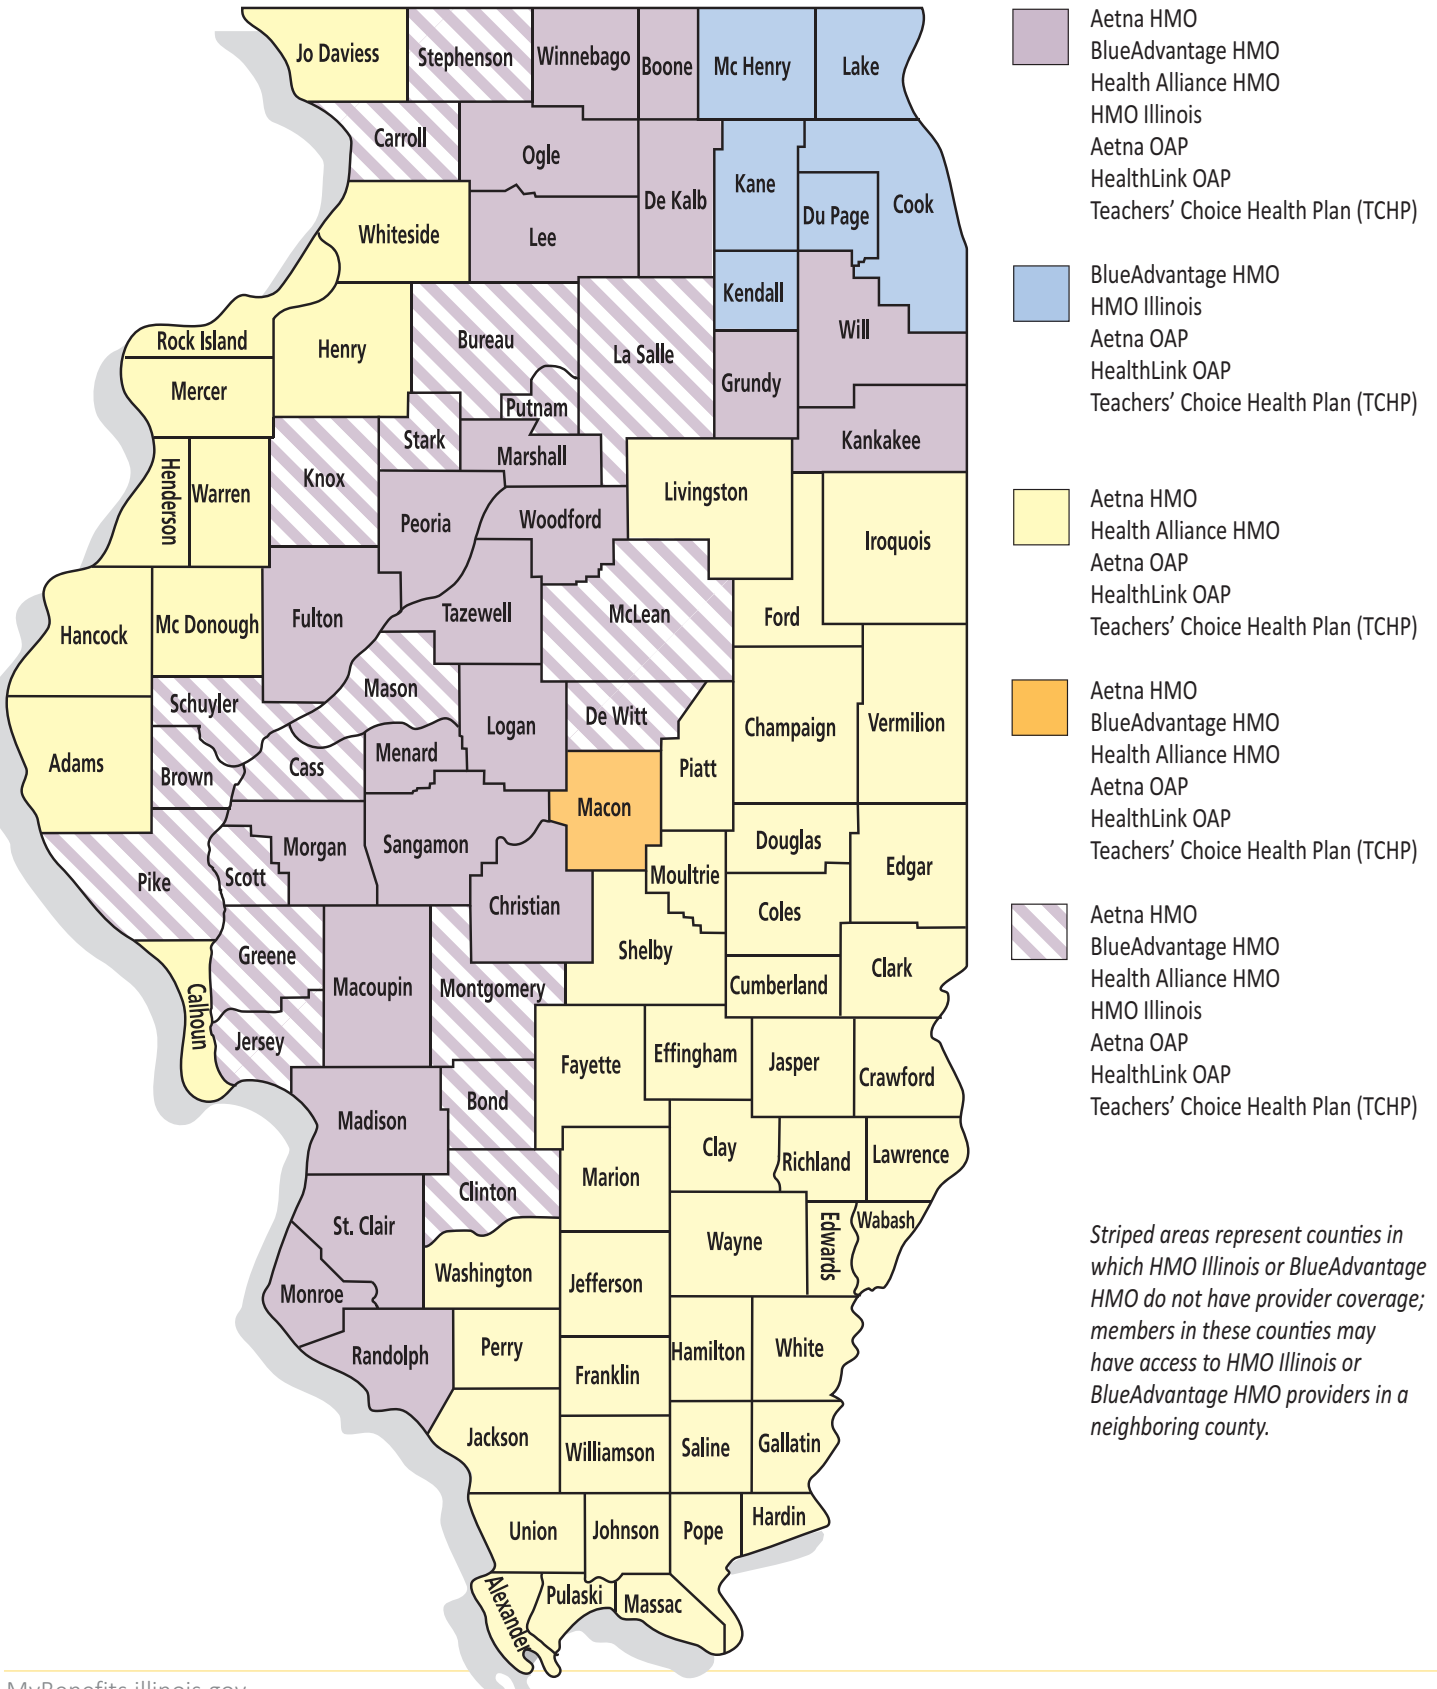 Jo Daviess
Stephenson
Winnebago
Boone
Mc Henry
Lake
Carroll
Ogle
De Kalb
Kane
Du Page
Cook
Whiteside
Lee
Kendall
Will
Rock Island
Henry
Bureau
La Salle
Grundy
Mercer
Putnam
Kankakee
Stark
Marshall
Henderson
Warren
Knox
Livingston
Peoria
Woodford
Iroquois
Hancock
Mc Donough
Fulton
Tazewell
McLean
Ford
Schuyler
Mason
Logan
De Witt
Champaign
Vermilion
Adams
Brown
Cass
Menard
Piatt
Macon
Pike
Scott
Morgan
Sangamon
Christian
Moultrie
Douglas
Edgar
Coles
Shelby
Greene
Macoupin
Montgomery
Cumberland
Clark
Calhoun
Jersey
Fayette
Effingham
Jasper
Crawford
Madison
Bond
Clay
Richland
Lawrence
Marion
Clinton
St. Clair
Wayne
Edwards
Wabash
Washington
Jefferson
Monroe
Randolph
Perry
Franklin
Hamilton
White
Jackson
Williamson
Saline
Gallatin
Union
Johnson
Pope
Hardin
Alexander
Pulaski
Massac
Aetna HMO
BlueAdvantage HMO
Health Alliance HMO
HMO Illinois
Aetna OAP
HealthLink OAP
Teachers’ Choice Health Plan (TCHP)
BlueAdvantage HMO
HMO Illinois
Aetna OAP
HealthLink OAP
Teachers’ Choice Health Plan (TCHP)
Aetna HMO
Health Alliance HMO
Aetna OAP
HealthLink OAP
Teachers’ Choice Health Plan (TCHP)
Aetna HMO
BlueAdvantage HMO
Health Alliance HMO
Aetna OAP
HealthLink OAP
Teachers’ Choice Health Plan (TCHP)
Aetna HMO
BlueAdvantage HMO
Health Alliance HMO
HMO Illinois
Aetna OAP
HealthLink OAP
Teachers’ Choice Health Plan (TCHP)
Striped areas represent counties in
which HMO Illinois or BlueAdvantage
HMO do not have provider coverage;
members in these counties may
have access to HMO Illinois or
BlueAdvantage HMO providers in a
neighboring county.
MyBenefits.illinois.gov